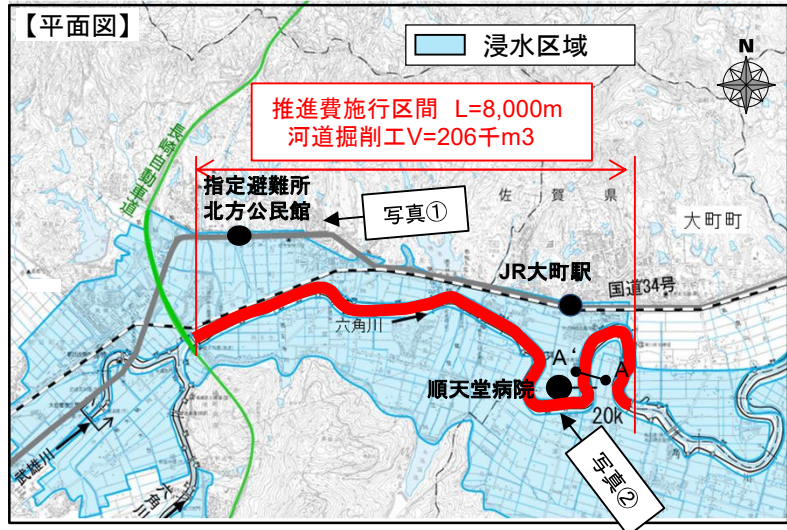 【平面図】
浸水区域
N
推進費施行区間 L=8,000m
河道掘削工V=206千m3
長崎自動車道
指定避難所
北方公民館
写真①
佐賀県
大町町
JR大町駅
国道34号
六角川
A'
A
順天堂病院
20k
写真②
武雄川
六角川